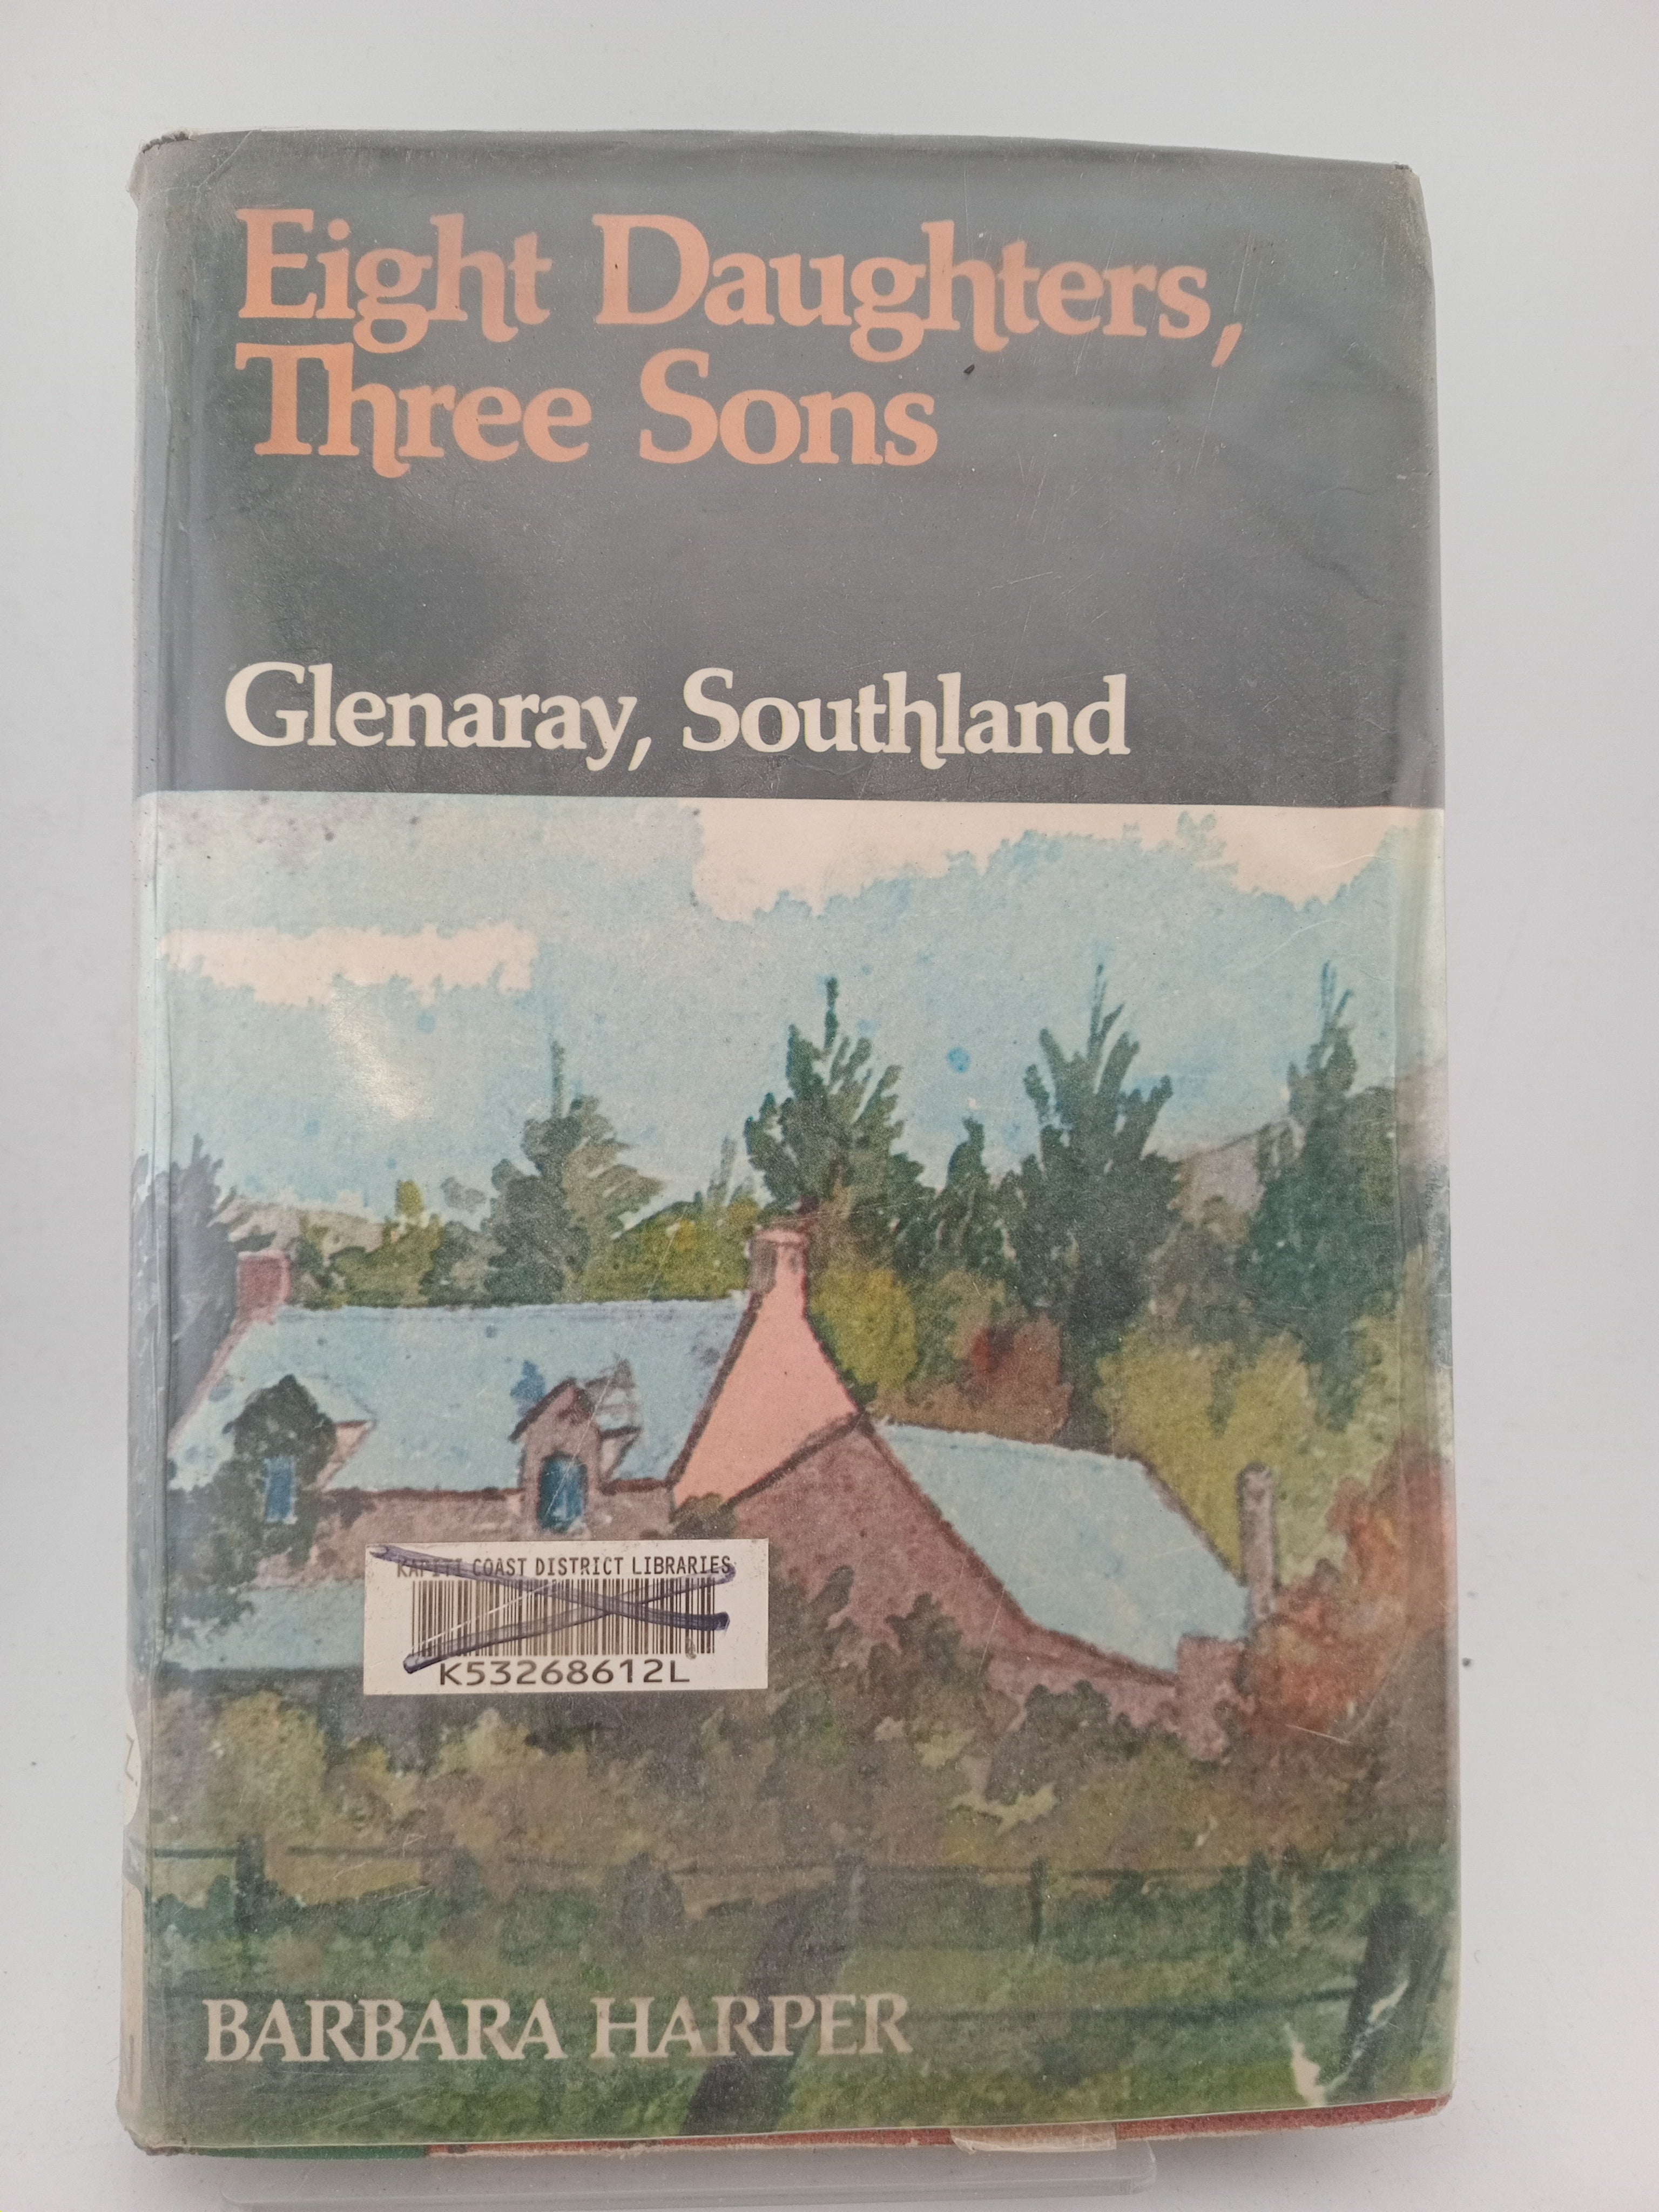 Eight Daughters,
Three Sons
Glenaray, Southland
KAPITI COAST DISTRICT LIBRARIES
K53268612L
BARBARA HARPER